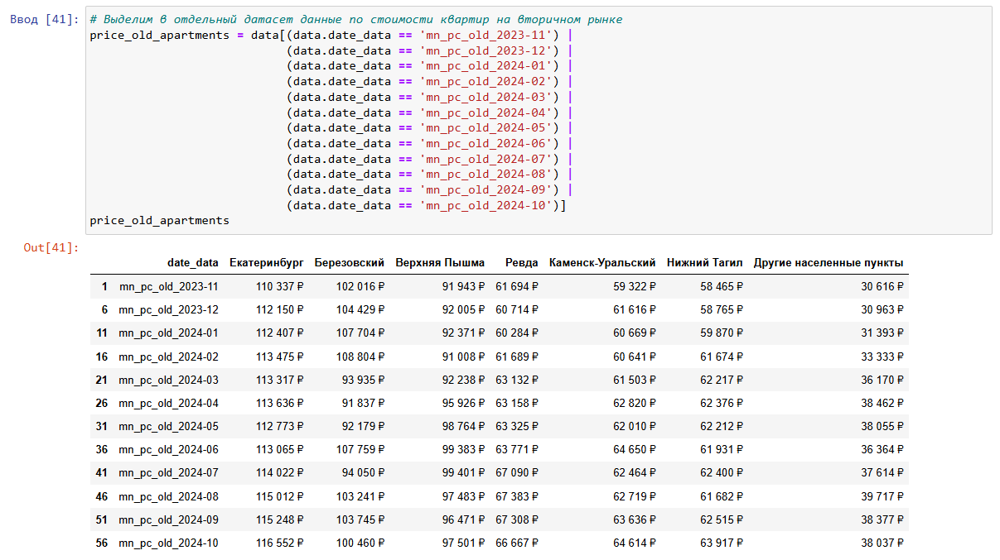 Ввод [41]: # Выделим в отдельный датасет данные по стоимости квартир на вторичном рынке
price_old_apartments = data[(data.date_data == 'mn_pc_old_2023-11') |
(data.date_data == 'mn_pc_old_2023-12') |
(data.date_data == 'mn_pc_old_2024-01') |
(data.date_data == 'mn_pc_old_2024-02') |
(data.date_data == 'mn_pc_old_2024-03') |
(data.date_data == 'mn_pc_old_2024-04') |
(data.date_data == 'mn_pc_old_2024-05') |
(data.date_data == 'mn_pc_old_2024-06') |
(data.date_data == 'mn_pc_old_2024-07') |
(data.date_data == 'mn_pc_old_2024-08') |
(data.date_data == 'mn_pc_old_2024-09') |
(data.date_data == 'mn_pc_old_2024-10')]
price_old_apartments
Out[41]:
date_data Екатеринбург Березовский Верхняя Пышма Ревда Каменск-Уральский Нижний Тагил Другие населенные пункты
1 mn_pc_old_2023-11 110 337 ₽ 102 016 ₽ 91 943 ₽ 61 694 ₽ 59 322 ₽ 58 465 ₽ 30 616 ₽
6 mn_pc_old_2023-12 112 150 ₽ 104 429 ₽ 92 005 ₽ 60 714 ₽ 61 616 ₽ 58 765 ₽ 30 963 ₽
11 mn_pc_old_2024-01 112 407 ₽ 107 704 ₽ 92 371 ₽ 60 284 ₽ 60 669 ₽ 59 870 ₽ 31 393 ₽
16 mn_pc_old_2024-02 113 475 ₽ 108 804 ₽ 91 008 ₽ 61 689 ₽ 60 641 ₽ 61 674 ₽ 33 333 ₽
21 mn_pc_old_2024-03 113 317 ₽ 93 935 ₽ 92 238 ₽ 63 132 ₽ 61 503 ₽ 62 217 ₽ 36 170 ₽
26 mn_pc_old_2024-04 113 636 ₽ 91 837 ₽ 95 926 ₽ 63 158 ₽ 62 820 ₽ 62 376 ₽ 38 462 ₽
31 mn_pc_old_2024-05 112 773 ₽ 92 179 ₽ 98 764 ₽ 63 325 ₽ 62 010 ₽ 62 212 ₽ 38 055 ₽
36 mn_pc_old_2024-06 113 065 ₽ 107 759 ₽ 99 383 ₽ 63 771 ₽ 64 650 ₽ 61 931 ₽ 36 364 ₽
41 mn_pc_old_2024-07 114 022 ₽ 94 050 ₽ 99 401 ₽ 67 090 ₽ 62 464 ₽ 62 400 ₽ 37 614 ₽
46 mn_pc_old_2024-08 115 012 ₽ 103 241 ₽ 97 483 ₽ 67 383 ₽ 62 719 ₽ 61 682 ₽ 39 717 ₽
51 mn_pc_old_2024-09 115 248 ₽ 103 745 ₽ 96 471 ₽ 67 308 ₽ 63 636 ₽ 62 515 ₽ 38 377 ₽
56 mn_pc_old_2024-10 116 552 ₽ 100 460 ₽ 97 501 ₽ 66 667 ₽ 64 614 ₽ 63 917 ₽ 38 037 ₽